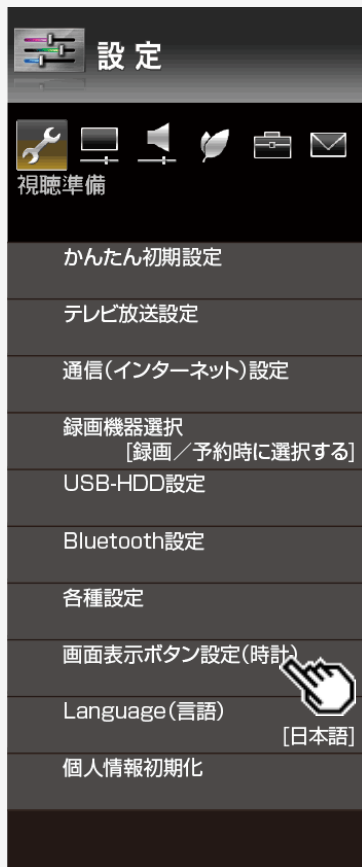 設定
視聴準備
かんたん初期設定
テレビ放送設定
通信(インターネット)設定
録画機器選択
[録画／予約時に選択する]
USB-HDD設定
Bluetooth設定
各種設定
画面表示ボタン設定(時計)
Language(言語)
[日本語]
個人情報初期化